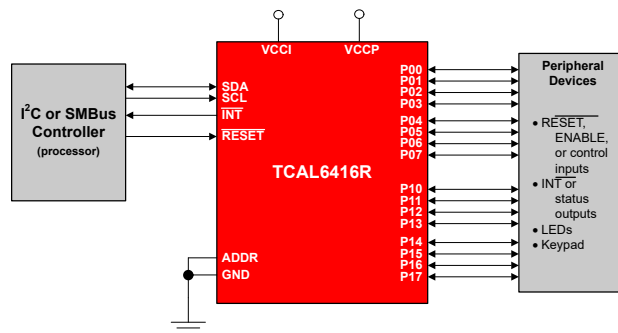 VCCI
VCCP
I²C or SMBus
Controller
(processor)
SDA
SCL
INT
RESET
TCAL6416R
ADDR
GND
P00
P01
P02
P03
P04
P05
P06
P07
P10
P11
P12
P13
P14
P15
P16
P17
Peripheral
Devices
• RESET,
ENABLE,
or control
inputs
• INT or
status
outputs
• LEDs
• Keypad